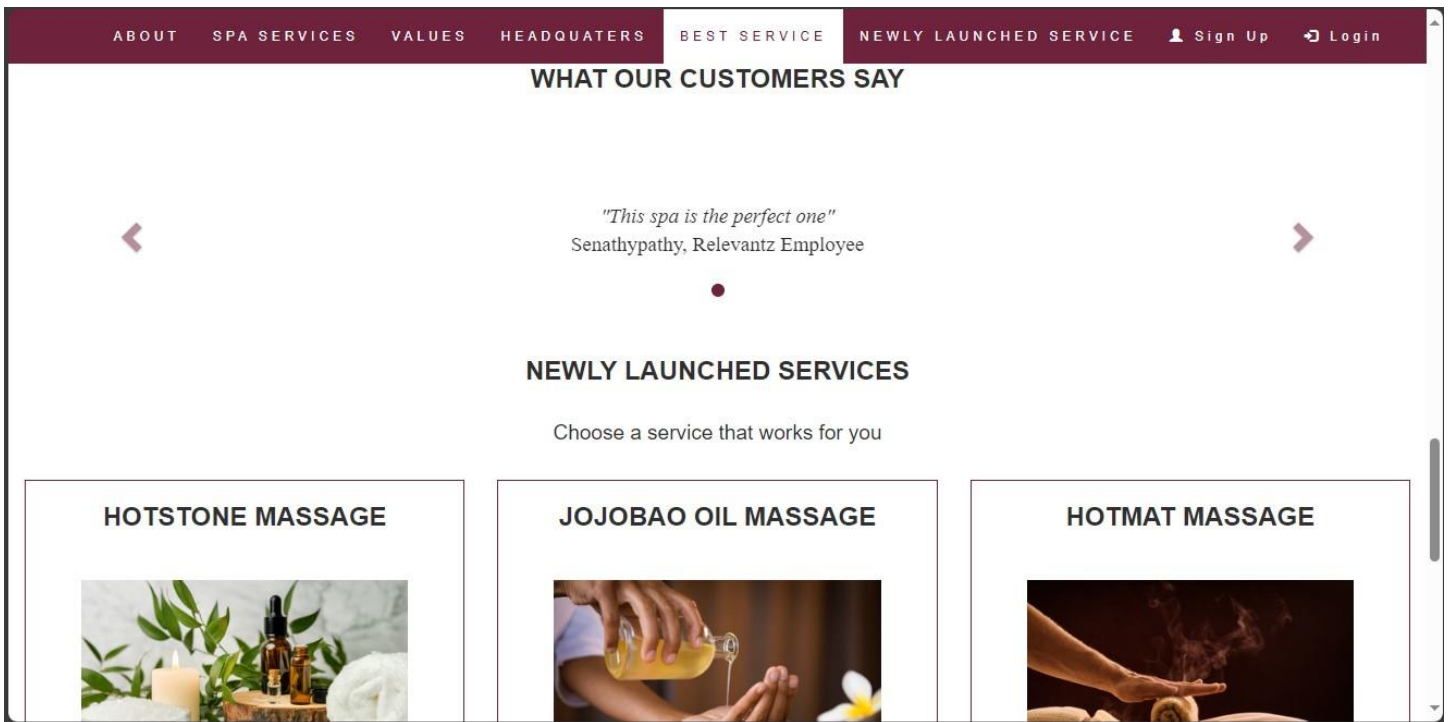 ABOUT SPA SERVICES VALUES HEADQUATERS BEST SERVICE NEWLY LAUNCHED SERVICE Sign Up Login
WHAT OUR CUSTOMERS SAY
"This spa is the perfect one"
Senathypathy, Relevantz Employee
NEWLY LAUNCHED SERVICES
Choose a service that works for you
HOTSTONE MASSAGE
JOJOBAO OIL MASSAGE
HOTMAT MASSAGE